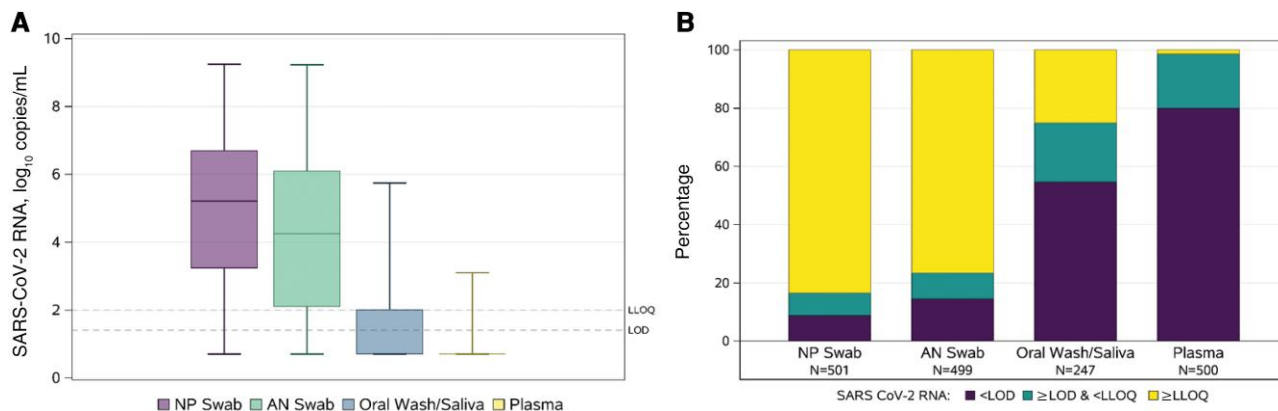 A
SARS-CoV-2 RNA, log10 copies/mL
10
8
6
4
2
0
LLOQ
LOD
NP Swab AN Swab Oral Wash/Saliva Plasma
B
Percentage
100
80
60
40
20
0
NP Swab AN Swab Oral Wash/Saliva Plasma
N=501 N=499 N=247 N=500
SARS CoV-2 RNA: <LOD ≥LOD & <LLOQ ≥LLOQ